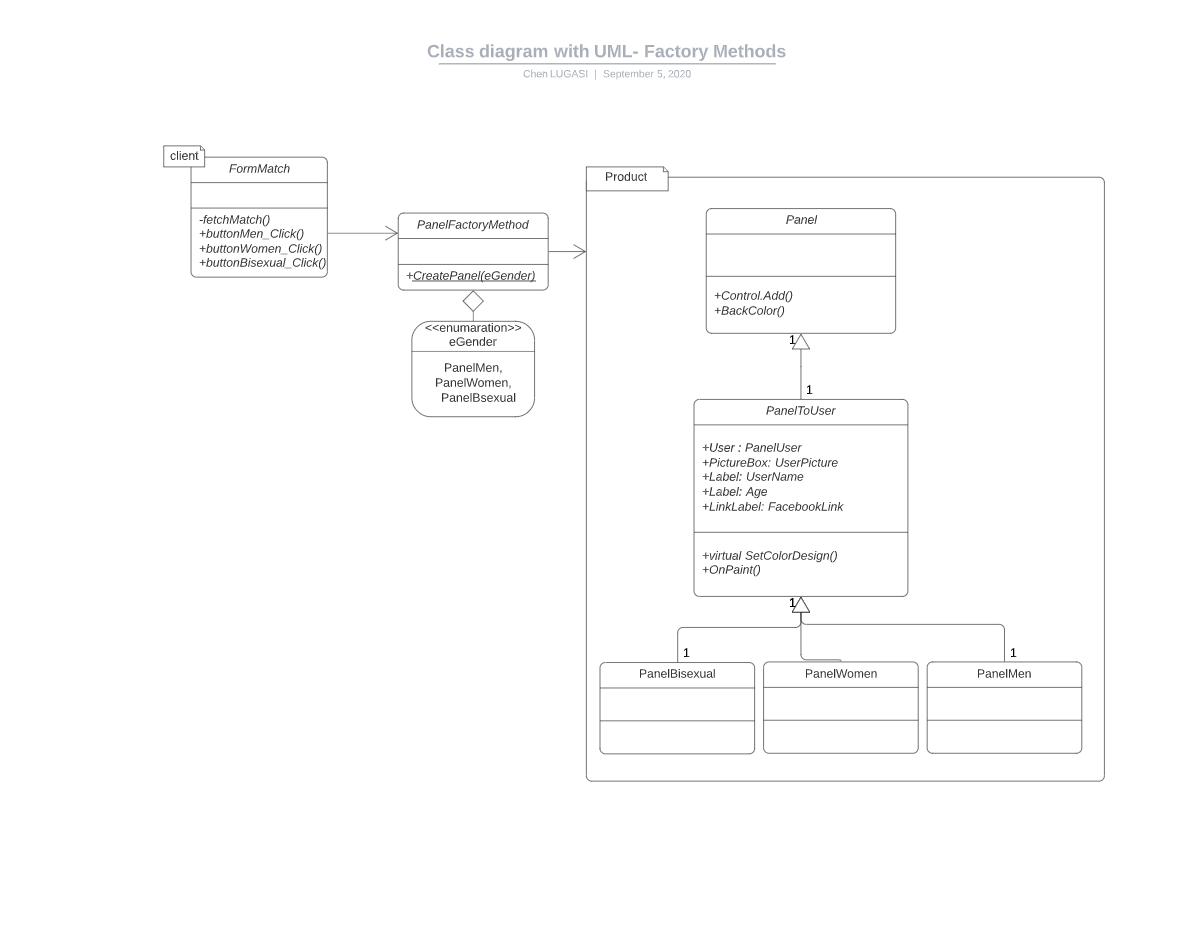 Class diagram with UML- Factory Methods
Chen LUGASI | September 5, 2020
client
FormMatch
-fetchMatch()
+buttonMen_Click()
+buttonWomen_Click()
+buttonBisexual_Click()
PanelFactoryMethod
+CreatePanel(eGender)
<<enumaration>>
eGender
PanelMen,
PanelWomen,
PanelBsexual
Product
Panel
+Control.Add()
+BackColor()
1
1
PanelToUser
+User : PanelUser
+PictureBox: UserPicture
+Label: UserName
+Label: Age
+LinkLabel: FacebookLink
+virtual SetColorDesign()
+OnPaint()
1
1
1
PanelBisexual
PanelWomen
PanelMen